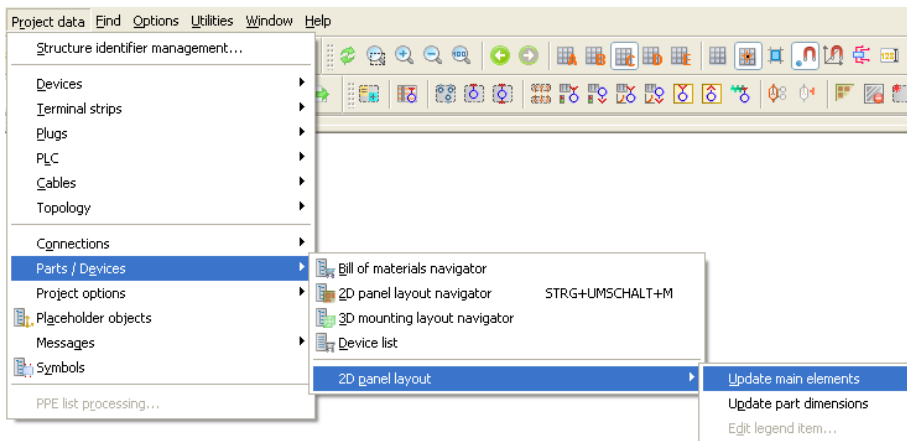 Project data Find Options Utilities Window Help
Structure identifier management...
Devices
Terminal strips
Plugs
PLC
Cables
Topology
Connections
Parts / Devices
Project options
Placeholder objects
Messages
Symbols
PPE list processing...
Bill of materials navigator
2D panel layout navigator STRG+UMSCHALT+M
3D mounting layout navigator
Device list
2D panel layout
Update main elements
Update part dimensions
Edit legend item...